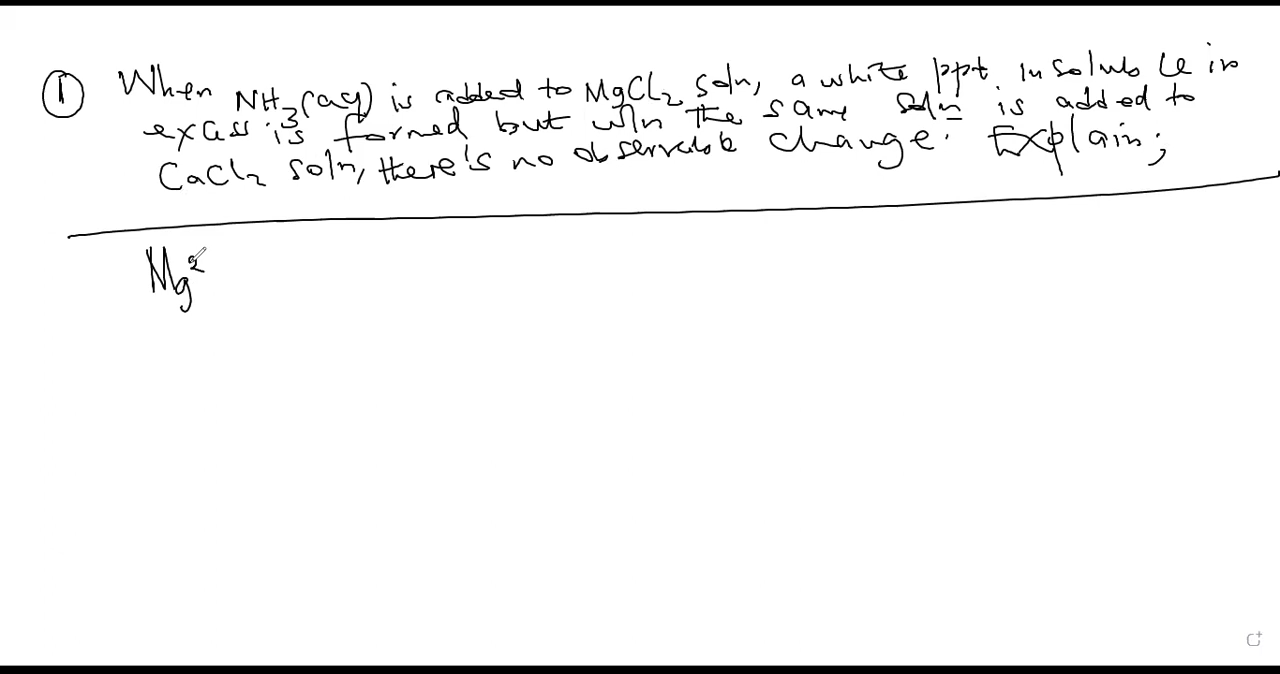 ① When NH₃(aq) is added to MgCl₂ soln, a white ppt insoluble in
excess is formed but when the same soln is added to
CaCl₂ soln, there's no observable change. Explain;
Mg²